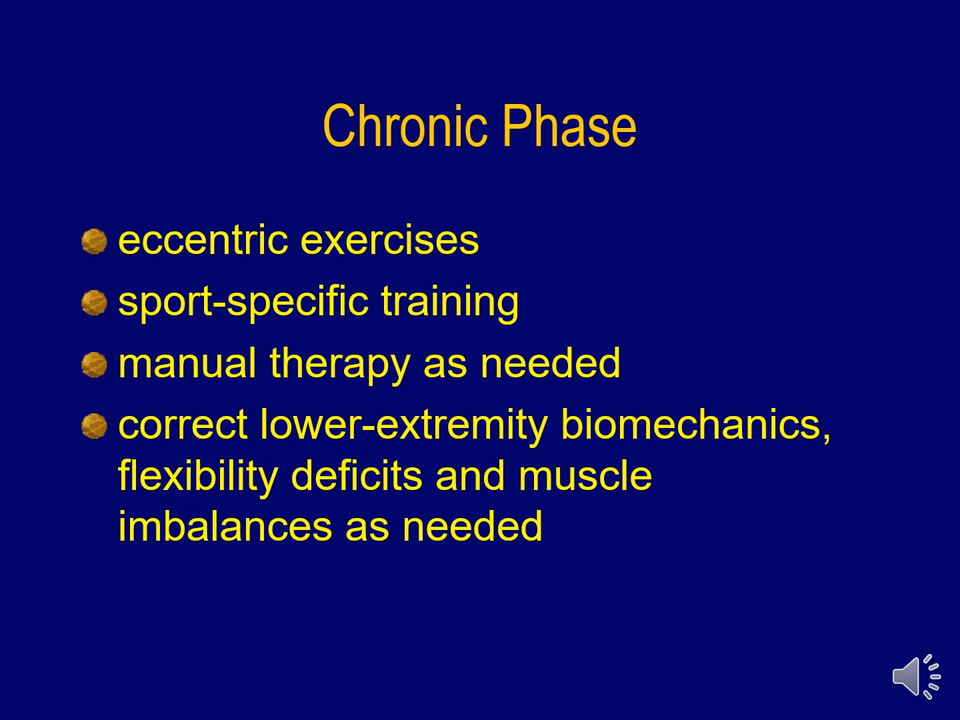 Chronic Phase
eccentric exercises
sport-specific training
manual therapy as needed
correct lower-extremity biomechanics,
flexibility deficits and muscle
imbalances as needed